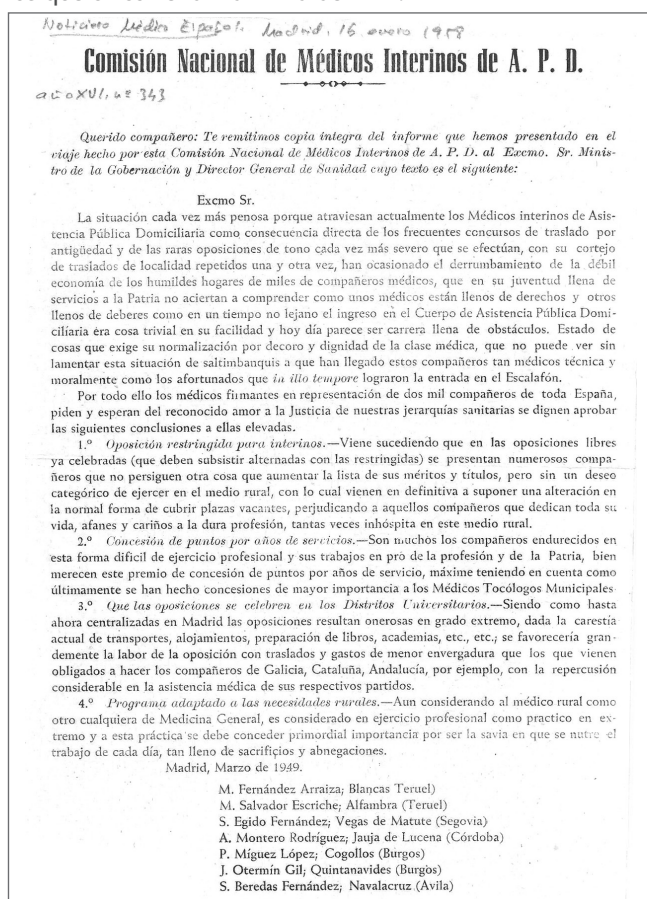 Noticiero Médico Español. Madrid, 16 enero 1958
Comisión Nacional de Médicos Interinos de A. P. D.
año XVI, nº 343
Querido compañero: Te remitimos copia integra del informe que hemos presentado en el
viaje hecho por esta Comisión Nacional de Médicos Interinos de A. P. D. al Excmo. Sr. Minis-
tro de la Gobernación y Director General de Sanidad cuyo texto es el siguiente:
Excmo Sr.
La situación cada vez más penosa porque atraviesan actualmente los Médicos interinos de Asis-
tencia Pública Domiciliaria como consecuencia directa de los frecuentes concursos de traslado por
antigüedad y de las raras oposiciones de tono cada vez más severo que se efectúan, con su cortejo
de traslados de localidad repetidos una y otra vez, han ocasionado el derrumbamiento de la débil
economía de los humildes hogares de miles de compañeros médicos, que en su juventud llena de
servicios a la Patria no aciertan a comprender como unos médicos están llenos de derechos y otros
llenos de deberes como en un tiempo no lejano el ingreso en el Cuerpo de Asistencia Pública Domi-
ciliaria era cosa trivial en su facilidad y hoy día parece ser carrera llena de obstáculos. Estado de
cosas que exige su normalización por decoro y dignidad de la clase médica, que no puede ver sin
lamentar esta situación de saltimbanquis a que han llegado estos compañeros tan médicos técnica y
moralmente como los afortunados que in illo tempore lograron la entrada en el Escalafón.
Por todo ello los médicos firmantes en representación de dos mil compañeros de toda España,
piden y esperan del reconocido amor a la Justicia de nuestras jerarquías sanitarias se dignen aprobar
las siguientes conclusiones a ellas elevadas.
1.º Oposición restringida para interinos.—Viene sucediendo que en las oposiciones libres
ya celebradas (que deben subsistir alternadas con las restringidas) se presentan numerosos compa-
ñeros que no persiguen otra cosa que aumentar la lista de sus méritos y títulos, pero sin un deseo
categórico de ejercer en el medio rural, con lo cual vienen en definitiva a suponer una alteración en
la normal forma de cubrir plazas vacantes, perjudicando a aquellos compañeros que dedican toda su
vida, afanes y cariños a la dura profesión, tantas veces inhóspita en este medio rural.
2.º Concesión de puntos por años de servicios.—Son muchos los compañeros endurecidos en
esta forma difícil de ejercicio profesional y sus trabajos en pro de la profesión y de la Patria, bien
merecen este premio de concesión de puntos por años de servicio, máxime teniendo en cuenta como
últimamente se han hecho concesiones de mayor importancia a los Médicos Tocólogos Municipales
3.º Que las oposiciones se celebren en los Distritos Universitarios.—Siendo como hasta
ahora centralizadas en Madrid las oposiciones resultan onerosas en grado extremo, dada la carestía
actual de transportes, alojamientos, preparación de libros, academias, etc., etc.; se favorecería gran-
demente la labor de la oposición con traslados y gastos de menor envergadura que los que vienen
obligados a hacer los compañeros de Galicia, Cataluña, Andalucía, por ejemplo, con la repercusión
considerable en la asistencia médica de sus respectivos partidos.
4.º Programa adaptado a las necesidades rurales.—Aun considerando al médico rural como
otro cualquiera de Medicina General, es considerado en ejercicio profesional como practico en ex-
tremo y a esta práctica se debe conceder primordial importancia por ser la savia en que se nutre el
trabajo de cada día, tan lleno de sacrificios y abnegaciones.
Madrid, Marzo de 1949.
M. Fernández Arraiza; Blancas Teruel)
M. Salvador Escriche; Alfambra (Teruel)
S. Egido Fernández; Vegas de Matute (Segovia)
A. Montero Rodríguez; Jauja de Lucena (Córdoba)
P. Míguez López; Cogollos (Burgos)
J. Otermín Gil; Quintanavides (Burgos)
S. Beredas Fernández; Navalacruz (Avila)